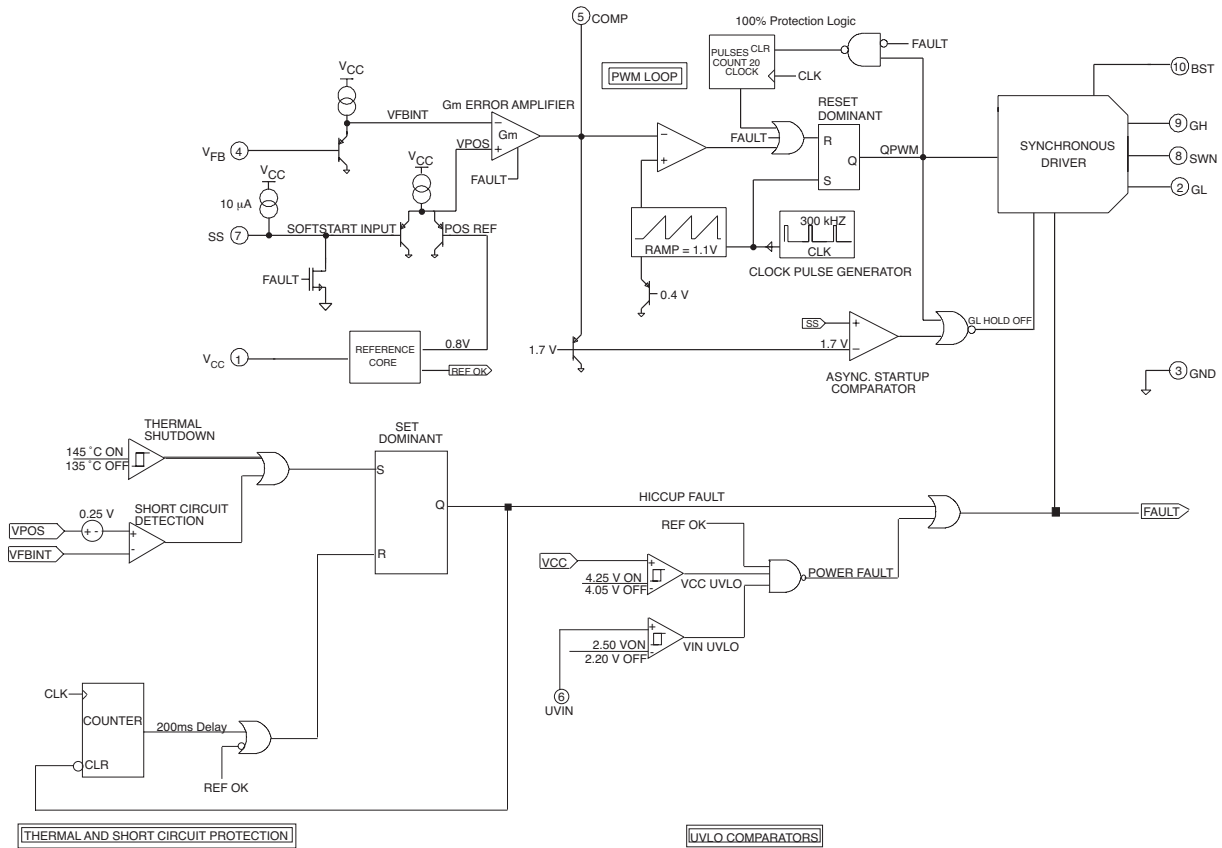 5 COMP
100% Protection Logic
PULSES CLR
COUNT 20
CLOCK
FAULT
CLK
PWM LOOP
VCC
Gm ERROR AMPLIFIER
VFBINT
VFB 4
−
Gm
+
VPOS
FAULT
VCC
VCC
10 µA
SS 7
SOFTSTART INPUT
POS REF
FAULT
−
+
FAULT
RESET
DOMINANT
R
Q
S
QPWM
10 BST
9 GH
8 SWN
2 GL
SYNCHRONOUS
DRIVER
RAMP = 1.1V
300 kHZ
CLK
CLOCK PULSE GENERATOR
0.4 V
VCC 1
REFERENCE
CORE
0.8V
REF OK
1.7 V
SS
+
1.7 V
−
GL HOLD OFF
ASYNC. STARTUP
COMPARATOR
3 GND
THERMAL
SHUTDOWN
145 ˚C ON
135 ˚C OFF
SET
DOMINANT
S
Q
R
0.25 V
SHORT CIRCUIT
DETECTION
VPOS
+ -
+
VFBINT
-
HICCUP FAULT
FAULT
REF OK
VCC
+
4.25 V ON
4.05 V OFF
-
VCC UVLO
POWER FAULT
+
2.50 VON
2.20 V OFF
-
VIN UVLO
6
UVIN
CLK
COUNTER
200ms Delay
CLR
REF OK
THERMAL AND SHORT CIRCUIT PROTECTION
UVLO COMPARATORS